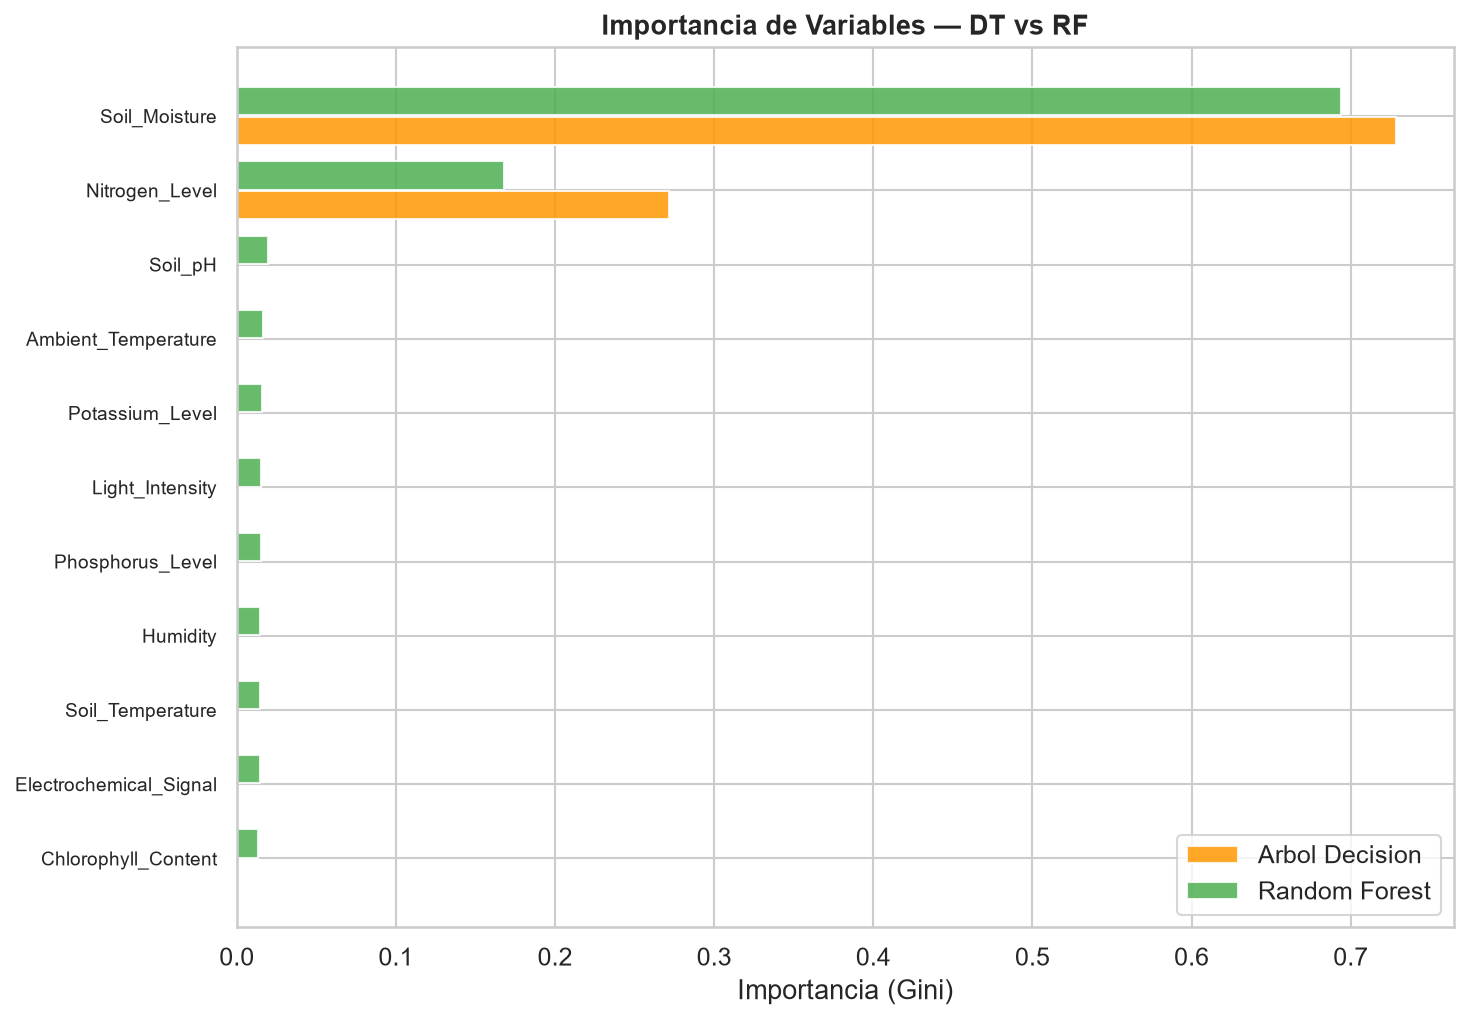 Importancia de Variables — DT vs RF
Soil_Moisture
Nitrogen_Level
Soil_pH
Ambient_Temperature
Potassium_Level
Light_Intensity
Phosphorus_Level
Humidity
Soil_Temperature
Electrochemical_Signal
Chlorophyll_Content
Arbol Decision
Random Forest
0.0 0.1 0.2 0.3 0.4 0.5 0.6 0.7
Importancia (Gini)